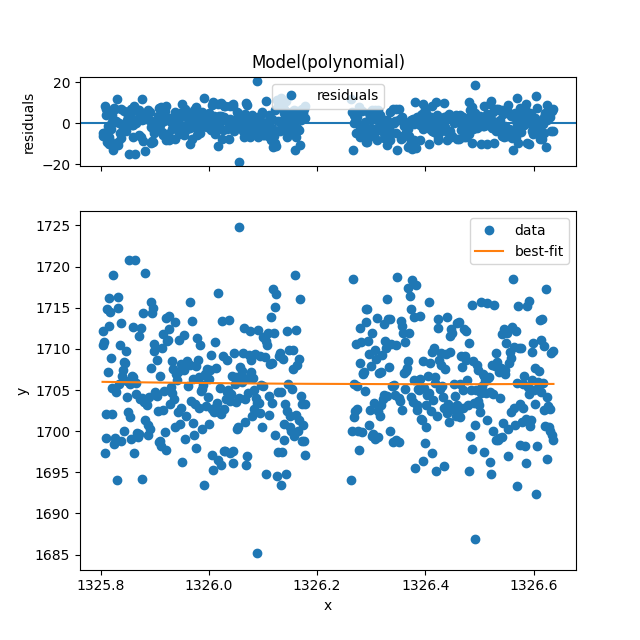 Model(polynomial)
20
0
−20
residuals
residuals
1725
1720
1715
1710
1705
1700
1695
1690
1685
y
data
best-fit
1325.8 1326.0 1326.2 1326.4 1326.6
x